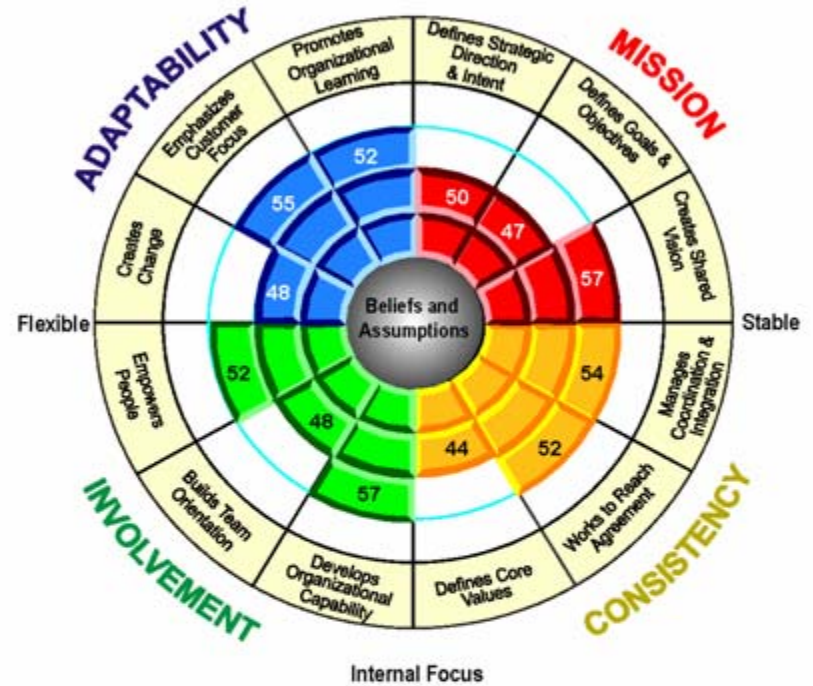 ADAPTABILITY
MISSION
Promotes
Organizational
Learning
Defines Strategic
Direction
& Intent
Emphasizes
Customer
Focus
Defines Goals &
Objectives
Creates
Change
Creates Shared
Vision
52
55
48
50
47
57
Flexible
Beliefs and
Assumptions
Stable
Empowers
People
Manages
Coordination &
Integration
52
48
57
44
52
54
Builds Team
Orientation
Works to Reach
Agreement
Develops
Organizational
Capability
Defines Core
Values
INVOLVEMENT
CONSISTENCY
Internal Focus